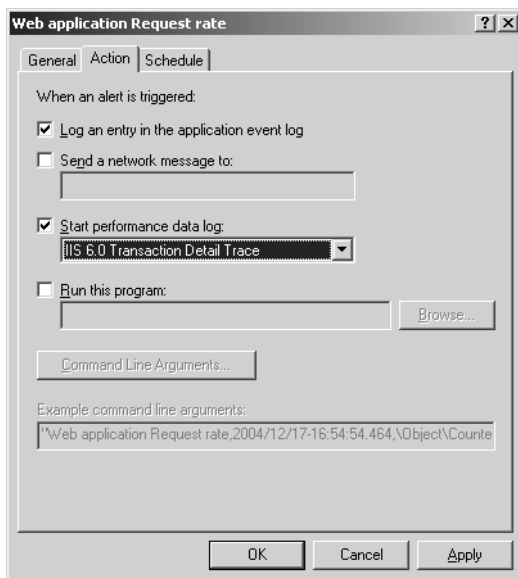 Web application Request rate
General Action Schedule
When an alert is triggered:
Log an entry in the application event log
Send a network message to:
Start performance data log:
IIS 6.0 Transaction Detail Trace
Run this program:
Browse...
Command Line Arguments...
Example command line arguments:
"Web application Request rate,2004/12/17-16:54:54.464,\Object\Counte
OK Cancel Apply